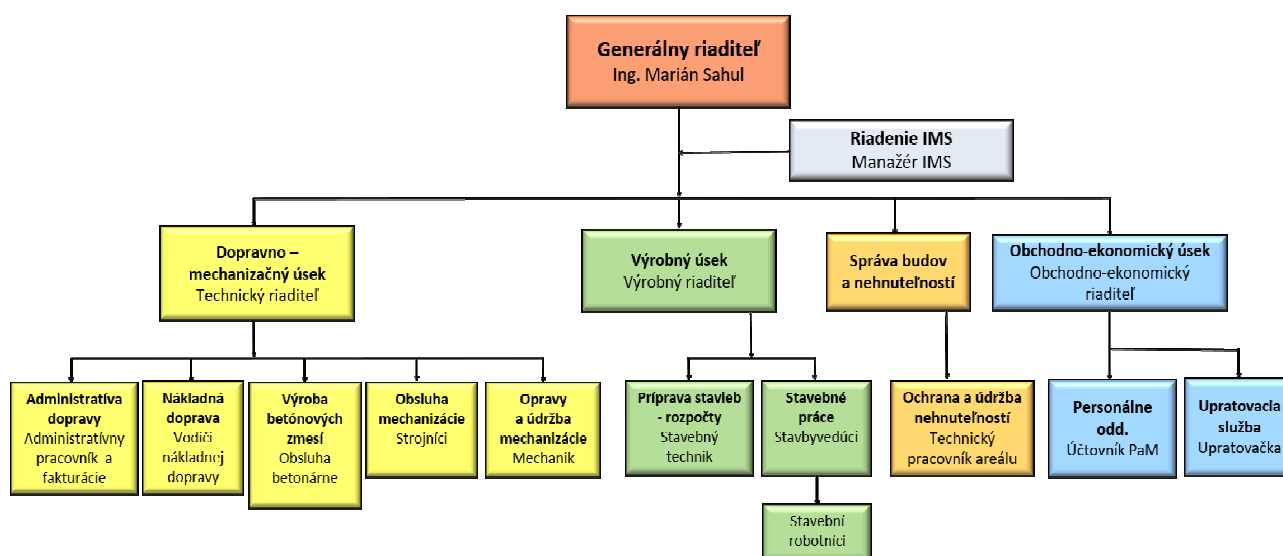 Generálny riaditeľ
Ing. Marián Sahul
Riadenie IMS
Manažér IMS
Dopravno –
mechanizačný úsek
Technický riaditeľ
Výrobný úsek
Výrobný riaditeľ
Správa budov
a nehnuteľností
Obchodno-ekonomický úsek
Obchodno-ekonomický
riaditeľ
Administratíva
dopravy
Administratívny
pracovník a
fakturácie
Nákladná
doprava
Vodiči
nákladnej
dopravy
Výroba
betónových
zmesí
Obsluha
betonárne
Obsluha
mechanizácie
Strojníci
Opravy
a údržba
mechanizácie
Mechanik
Príprava stavieb
- rozpočty
Stavebný
technik
Stavebné
práce
Stavbyvedúci
Ochrana a údržba
nehnuteľností
Technický
pracovník areálu
Personálne
odd.
Účtovník PaM
Upratovacia
služba
Upratovačka
Stavební
robotníci